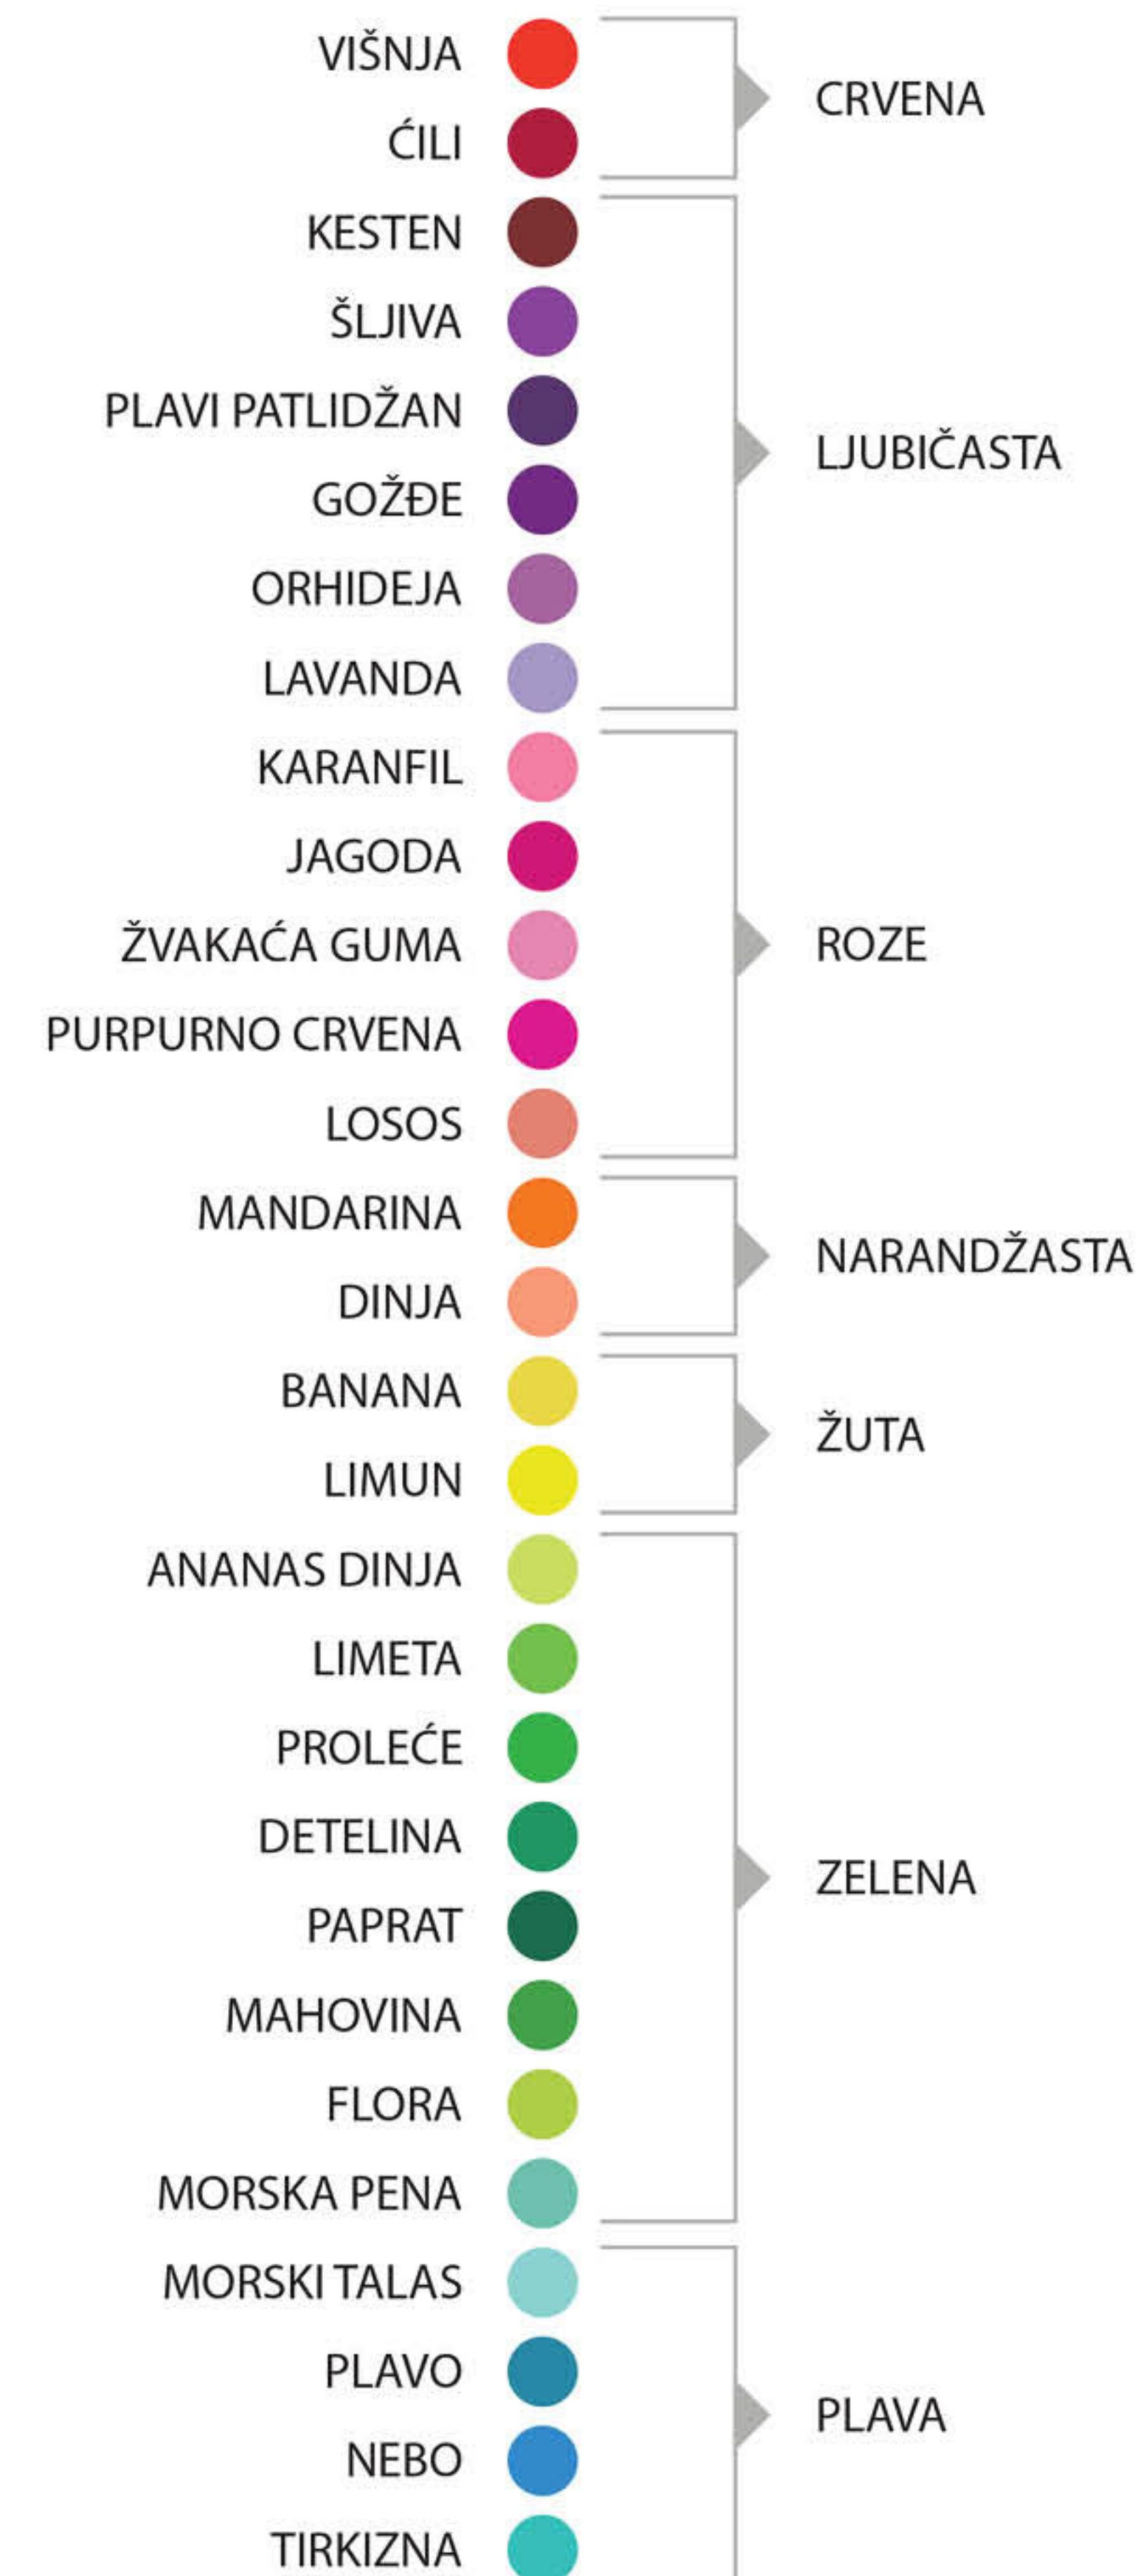 VIŠNJA
ĆILI
CRVENA
KESTEN
ŠLJIVA
PLAVI PATLIDŽAN
GOŽĐE
ORHIDEJA
LAVANDA
LJUBIČASTA
KARANFIL
JAGODA
ŽVAKAĆA GUMA
PURPURNO CRVENA
LOSOS
ROZE
MANDARINA
DINJA
NARANDŽASTA
BANANA
LIMUN
ŽUTA
ANANAS DINJA
LIMETA
PROLEĆE
DETELINA
PAPRAT
MAHOVINA
FLORA
MORSKA PENA
ZELENA
MORSKI TALAS
PLAVO
NEBO
TIRKIZNA
PLAVA